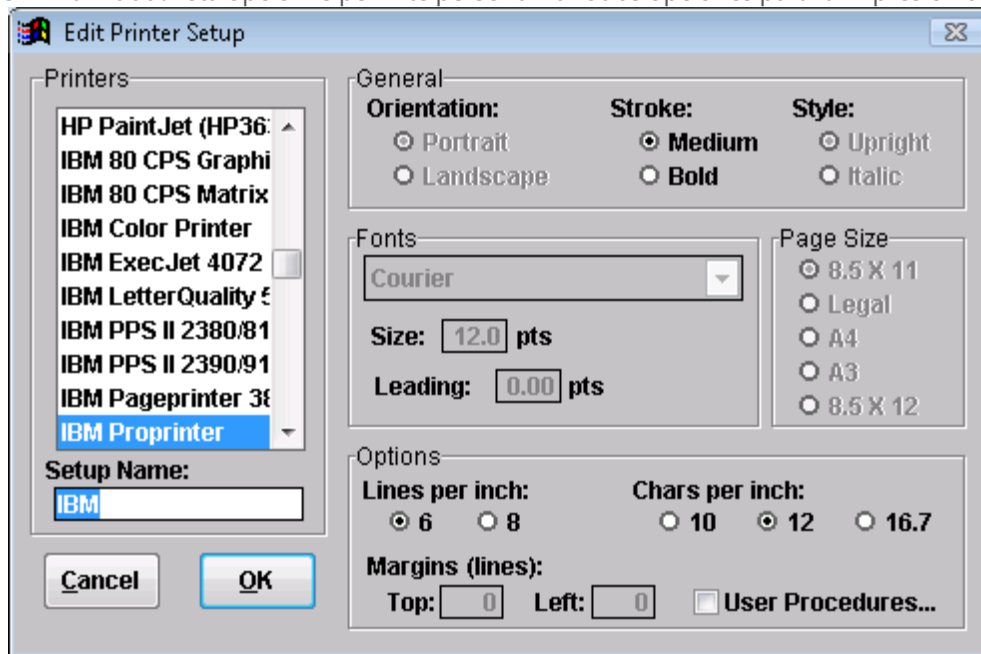 Edit Printer Setup
Printers
HP PaintJet (HP36
IBM 80 CPS Graphi
IBM 80 CPS Matrix
IBM Color Printer
IBM ExecJet 4072
IBM LetterQuality 5
IBM PPS II 2380/81
IBM PPS II 2390/91
IBM Pageprinter 38
IBM Proprinter
Setup Name:
IBM
Cancel OK
General
Orientation: Stroke: Style:
Portrait Medium Upright
Landscape Bold Italic
Fonts
Courier
Size: 12.0 pts
Leading: 0.00 pts
Page Size
8.5 X 11
Legal
A4
A3
8.5 X 12
Options
Lines per inch: Chars per inch:
6 8 10 12 16.7
Margins (lines):
Top: 0 Left: 0 User Procedures...